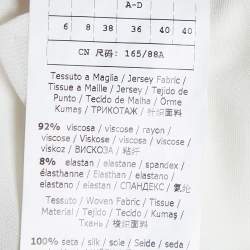 A-D
6 8 38 36 40 40
CN 尺码: 165/88A
Tessuto a Maglia / Jersey Fabric /
Tissue a Maille / Jersey / Tejido de
Punto / Tecido de Malha / Örme
Kumaş / ТРИКОТАЖ / 针织面料
92% viscosa / viscose / rayon /
viscose / Viskose / viscosa / viscose /
viskoz / ВИСКОЗА / 粘纤
8% elastan / elastane / spandex /
élasthanne / Elasthan / elastano /
elastano / elastan / СПАНДЕКС / 氨纶
Tessuto / Woven Fabric / Tissue /
Material / Tejido / Tecido / Kumaş /
Ткань / 梭织面料
100% seta / silk / soie / Seide / seda /